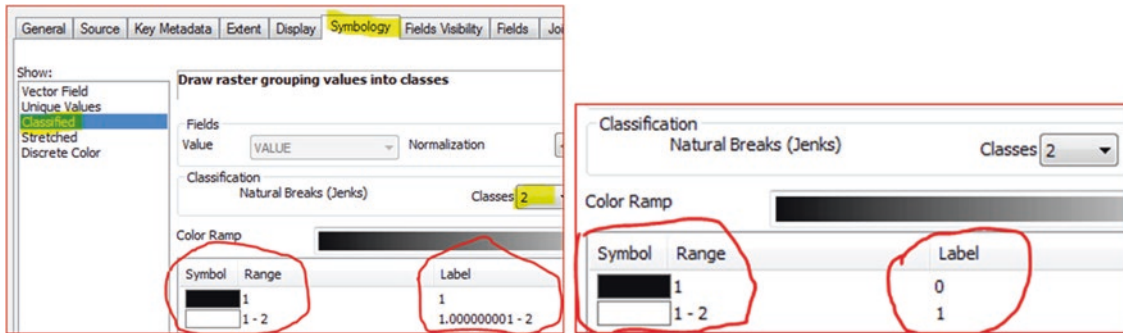 General Source Key Metadata Extent Display Symbology Fields Visibility Fields
Show:
Vector Field
Unique Values
Classified
Stretched
Discrete Color
Draw raster grouping values into classes
Fields
Value VALUE Normalization
Classification
Natural Breaks (Jenks) Classes 2
Color Ramp
Symbol Range Label
1 1
1 - 2 1.000000001 - 2
Classification
Natural Breaks (Jenks) Classes 2
Color Ramp
Symbol Range Label
1 0
1 - 2 1